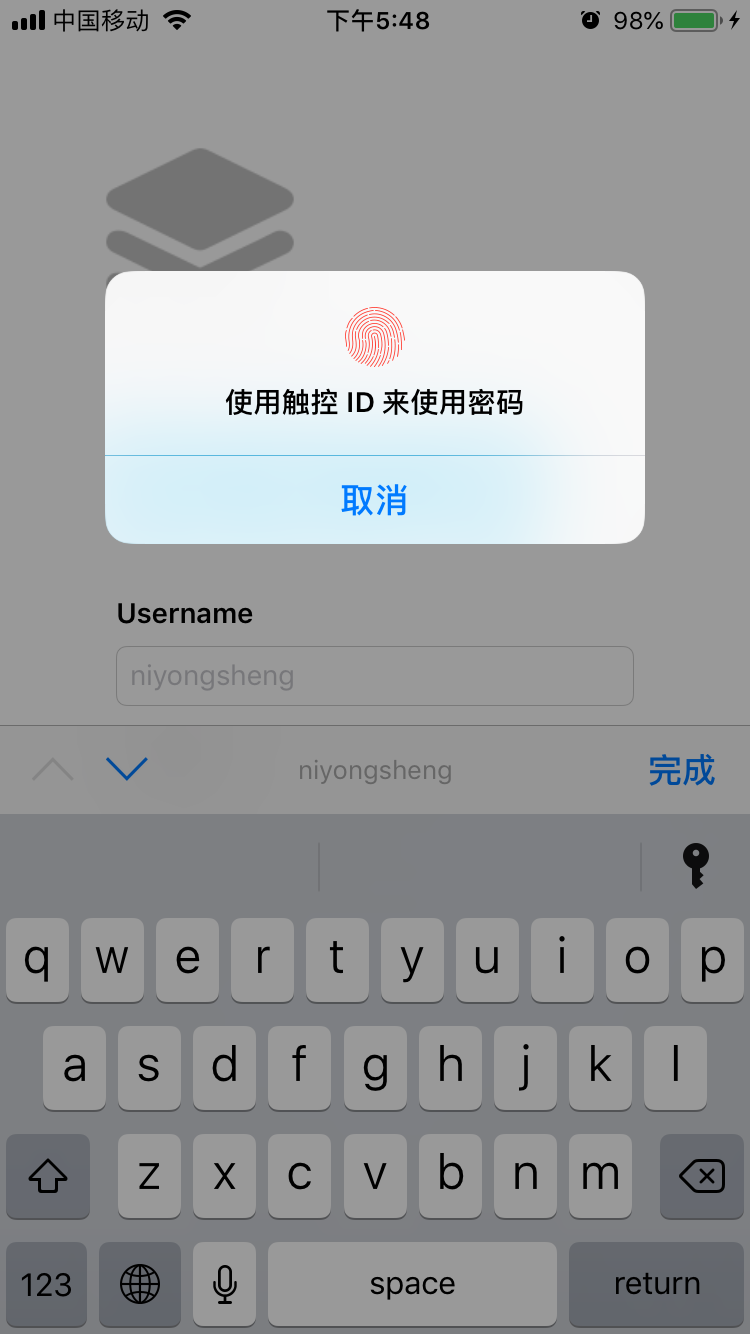 中国移动 下午5:48 98%
使用触控 ID 来使用密码
取消
Username
niyongsheng
niyongsheng 完成
q w e r t y u i o p
a s d f g h j k l
z x c v b n m
123 space return